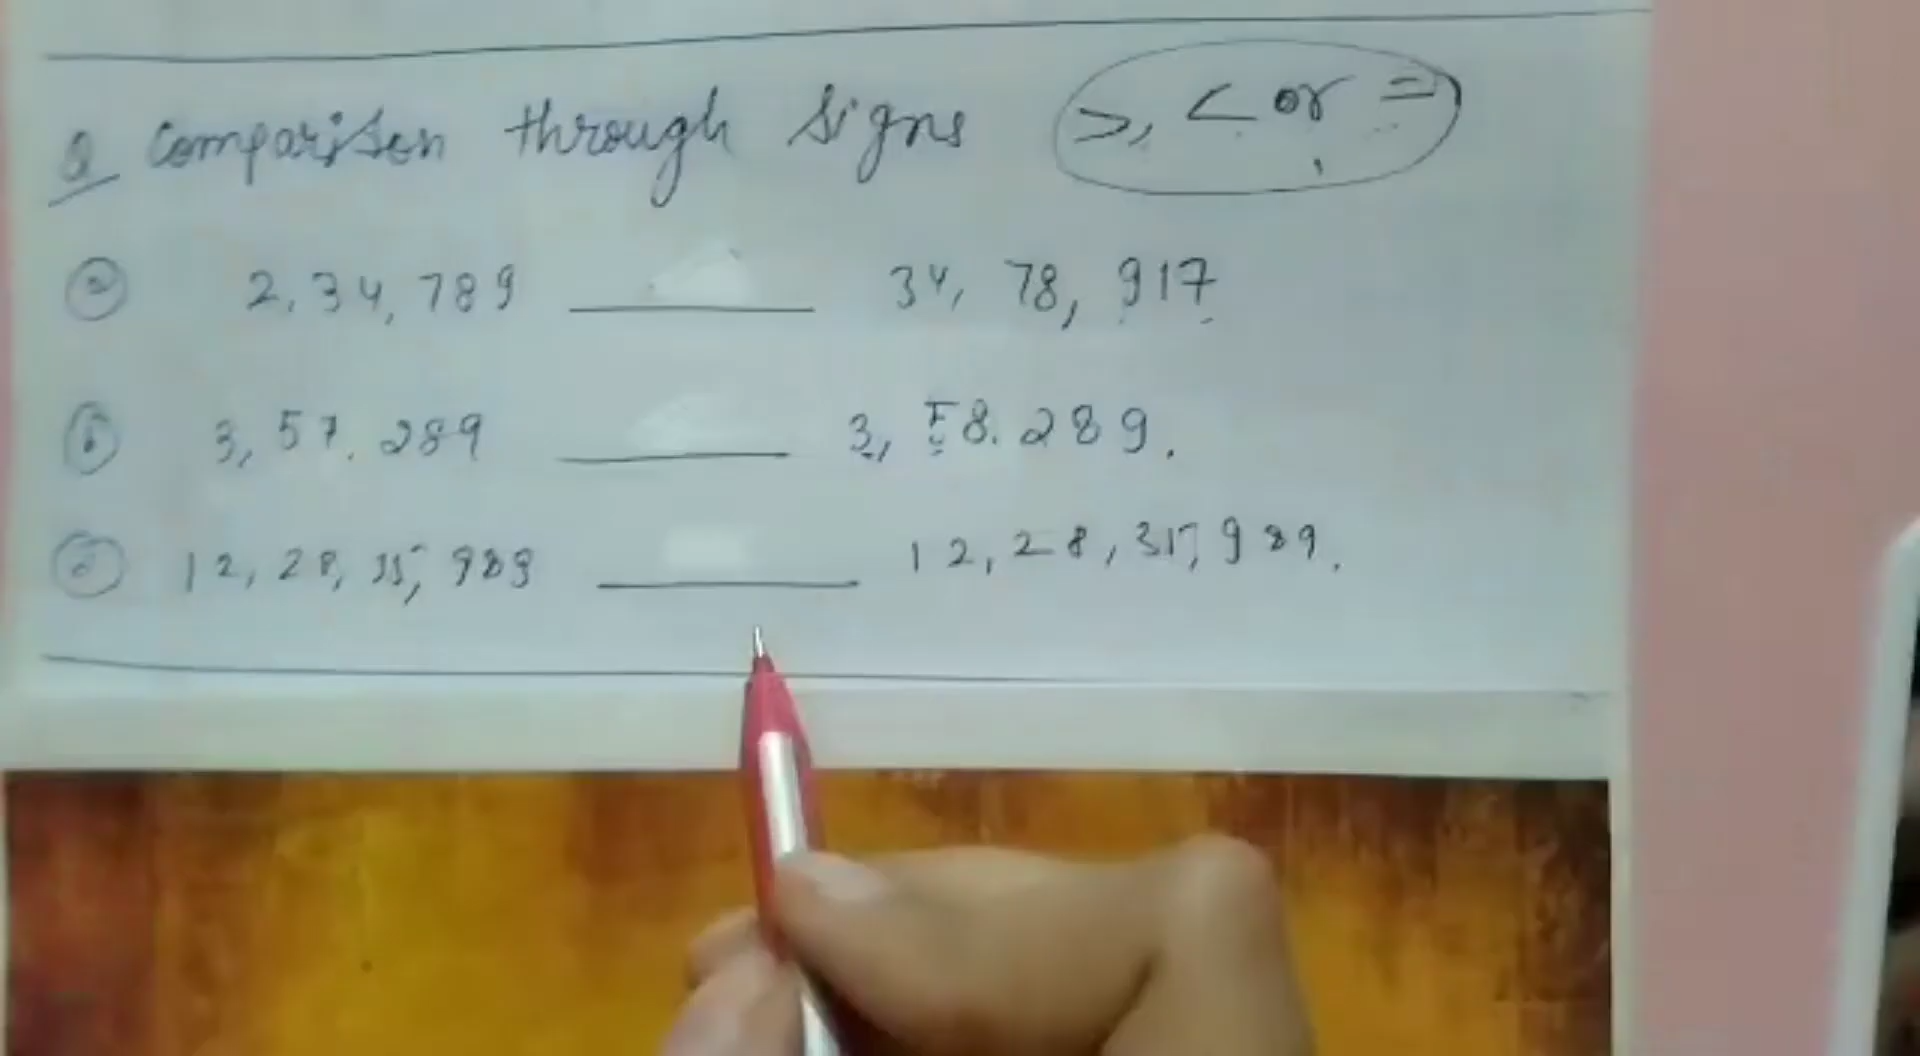 Q Comparison through Signs >, < or =
(a) 2,34,789 ______ 34,78,917
(b) 3,57.289 ______ 3,58.289.
(c) 12,28,35,989 ______ 12,28,35,989.